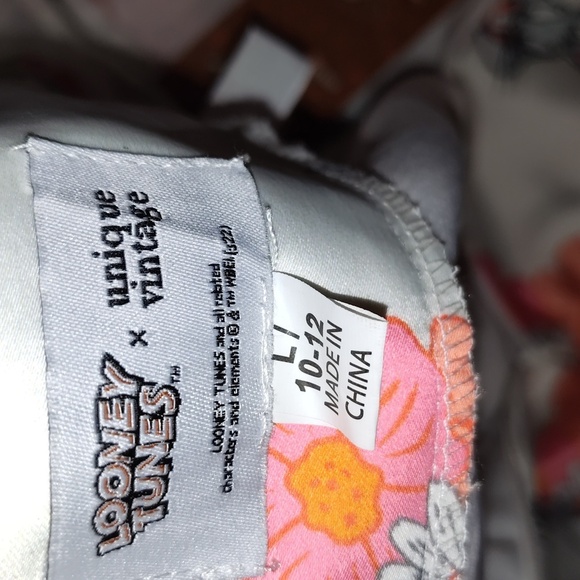 LOONEY
TUNES™
x
unique
vintage
LOONEY TUNES and all related
characters and elements © & ™ WBEI (s22)
L/
10-12
MADE IN
CHINA